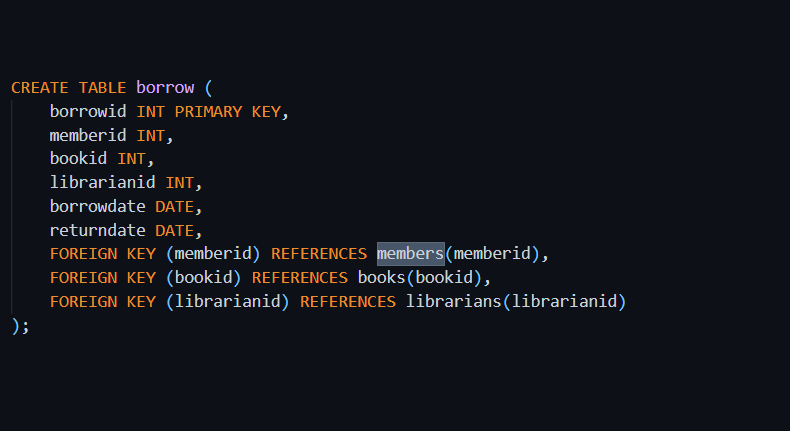 CREATE TABLE borrow (
    borrowid INT PRIMARY KEY,
    memberid INT,
    bookid INT,
    librarianid INT,
    borrowdate DATE,
    returndate DATE,
    FOREIGN KEY (memberid) REFERENCES members(memberid),
    FOREIGN KEY (bookid) REFERENCES books(bookid),
    FOREIGN KEY (librarianid) REFERENCES librarians(librarianid)
);